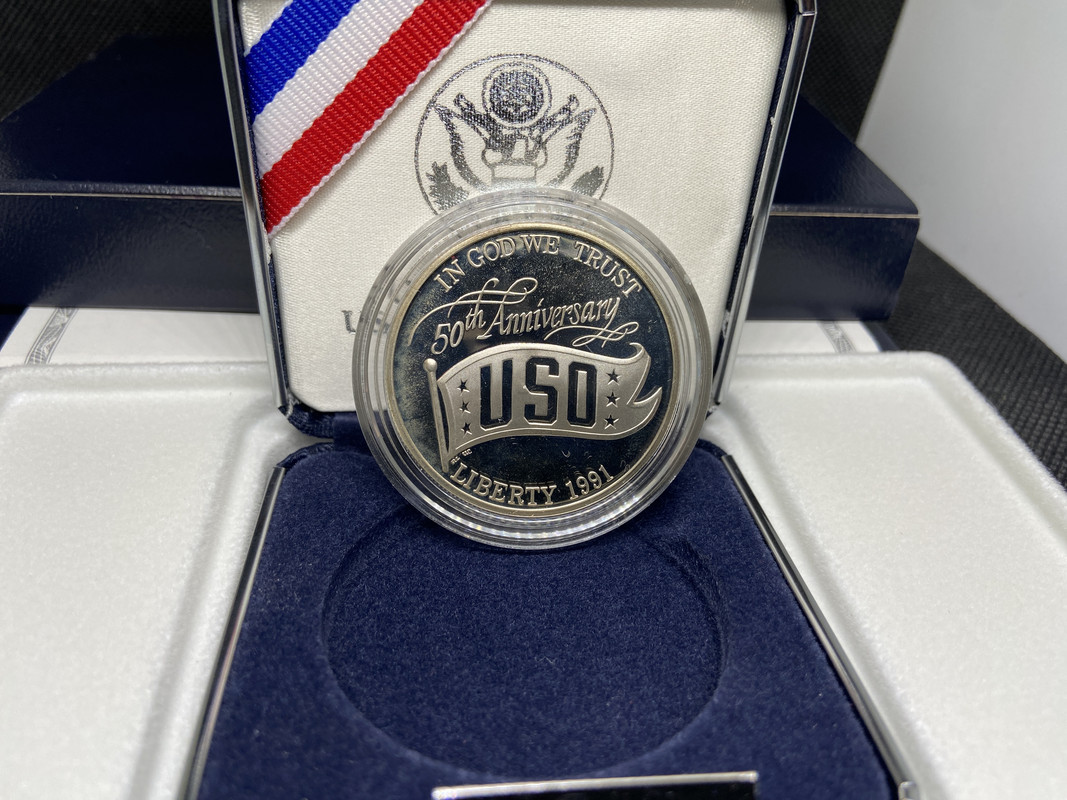 IN GOD WE TRUST
50th Anniversary
USO
LIBERTY 1991